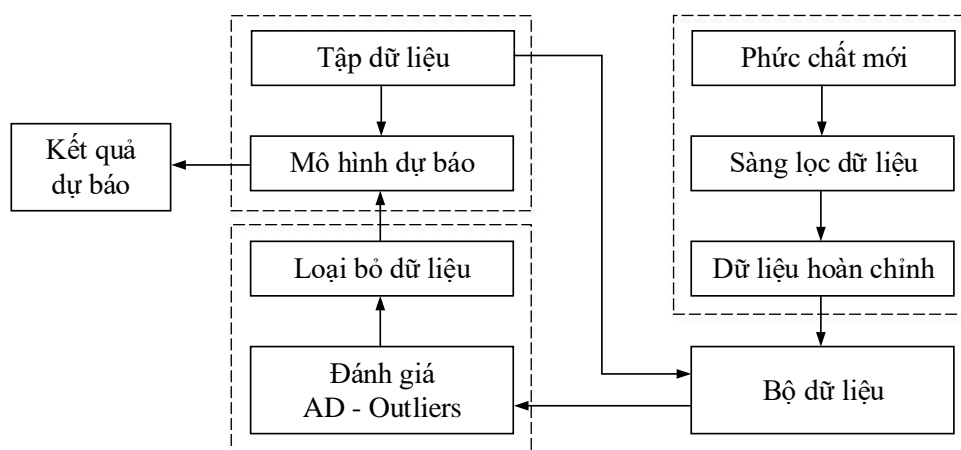 Tập dữ liệu
Phức chất mới
Kết quả
dự báo
Mô hình dự báo
Sàng lọc dữ liệu
Loại bỏ dữ liệu
Dữ liệu hoàn chỉnh
Đánh giá
AD - Outliers
Bộ dữ liệu